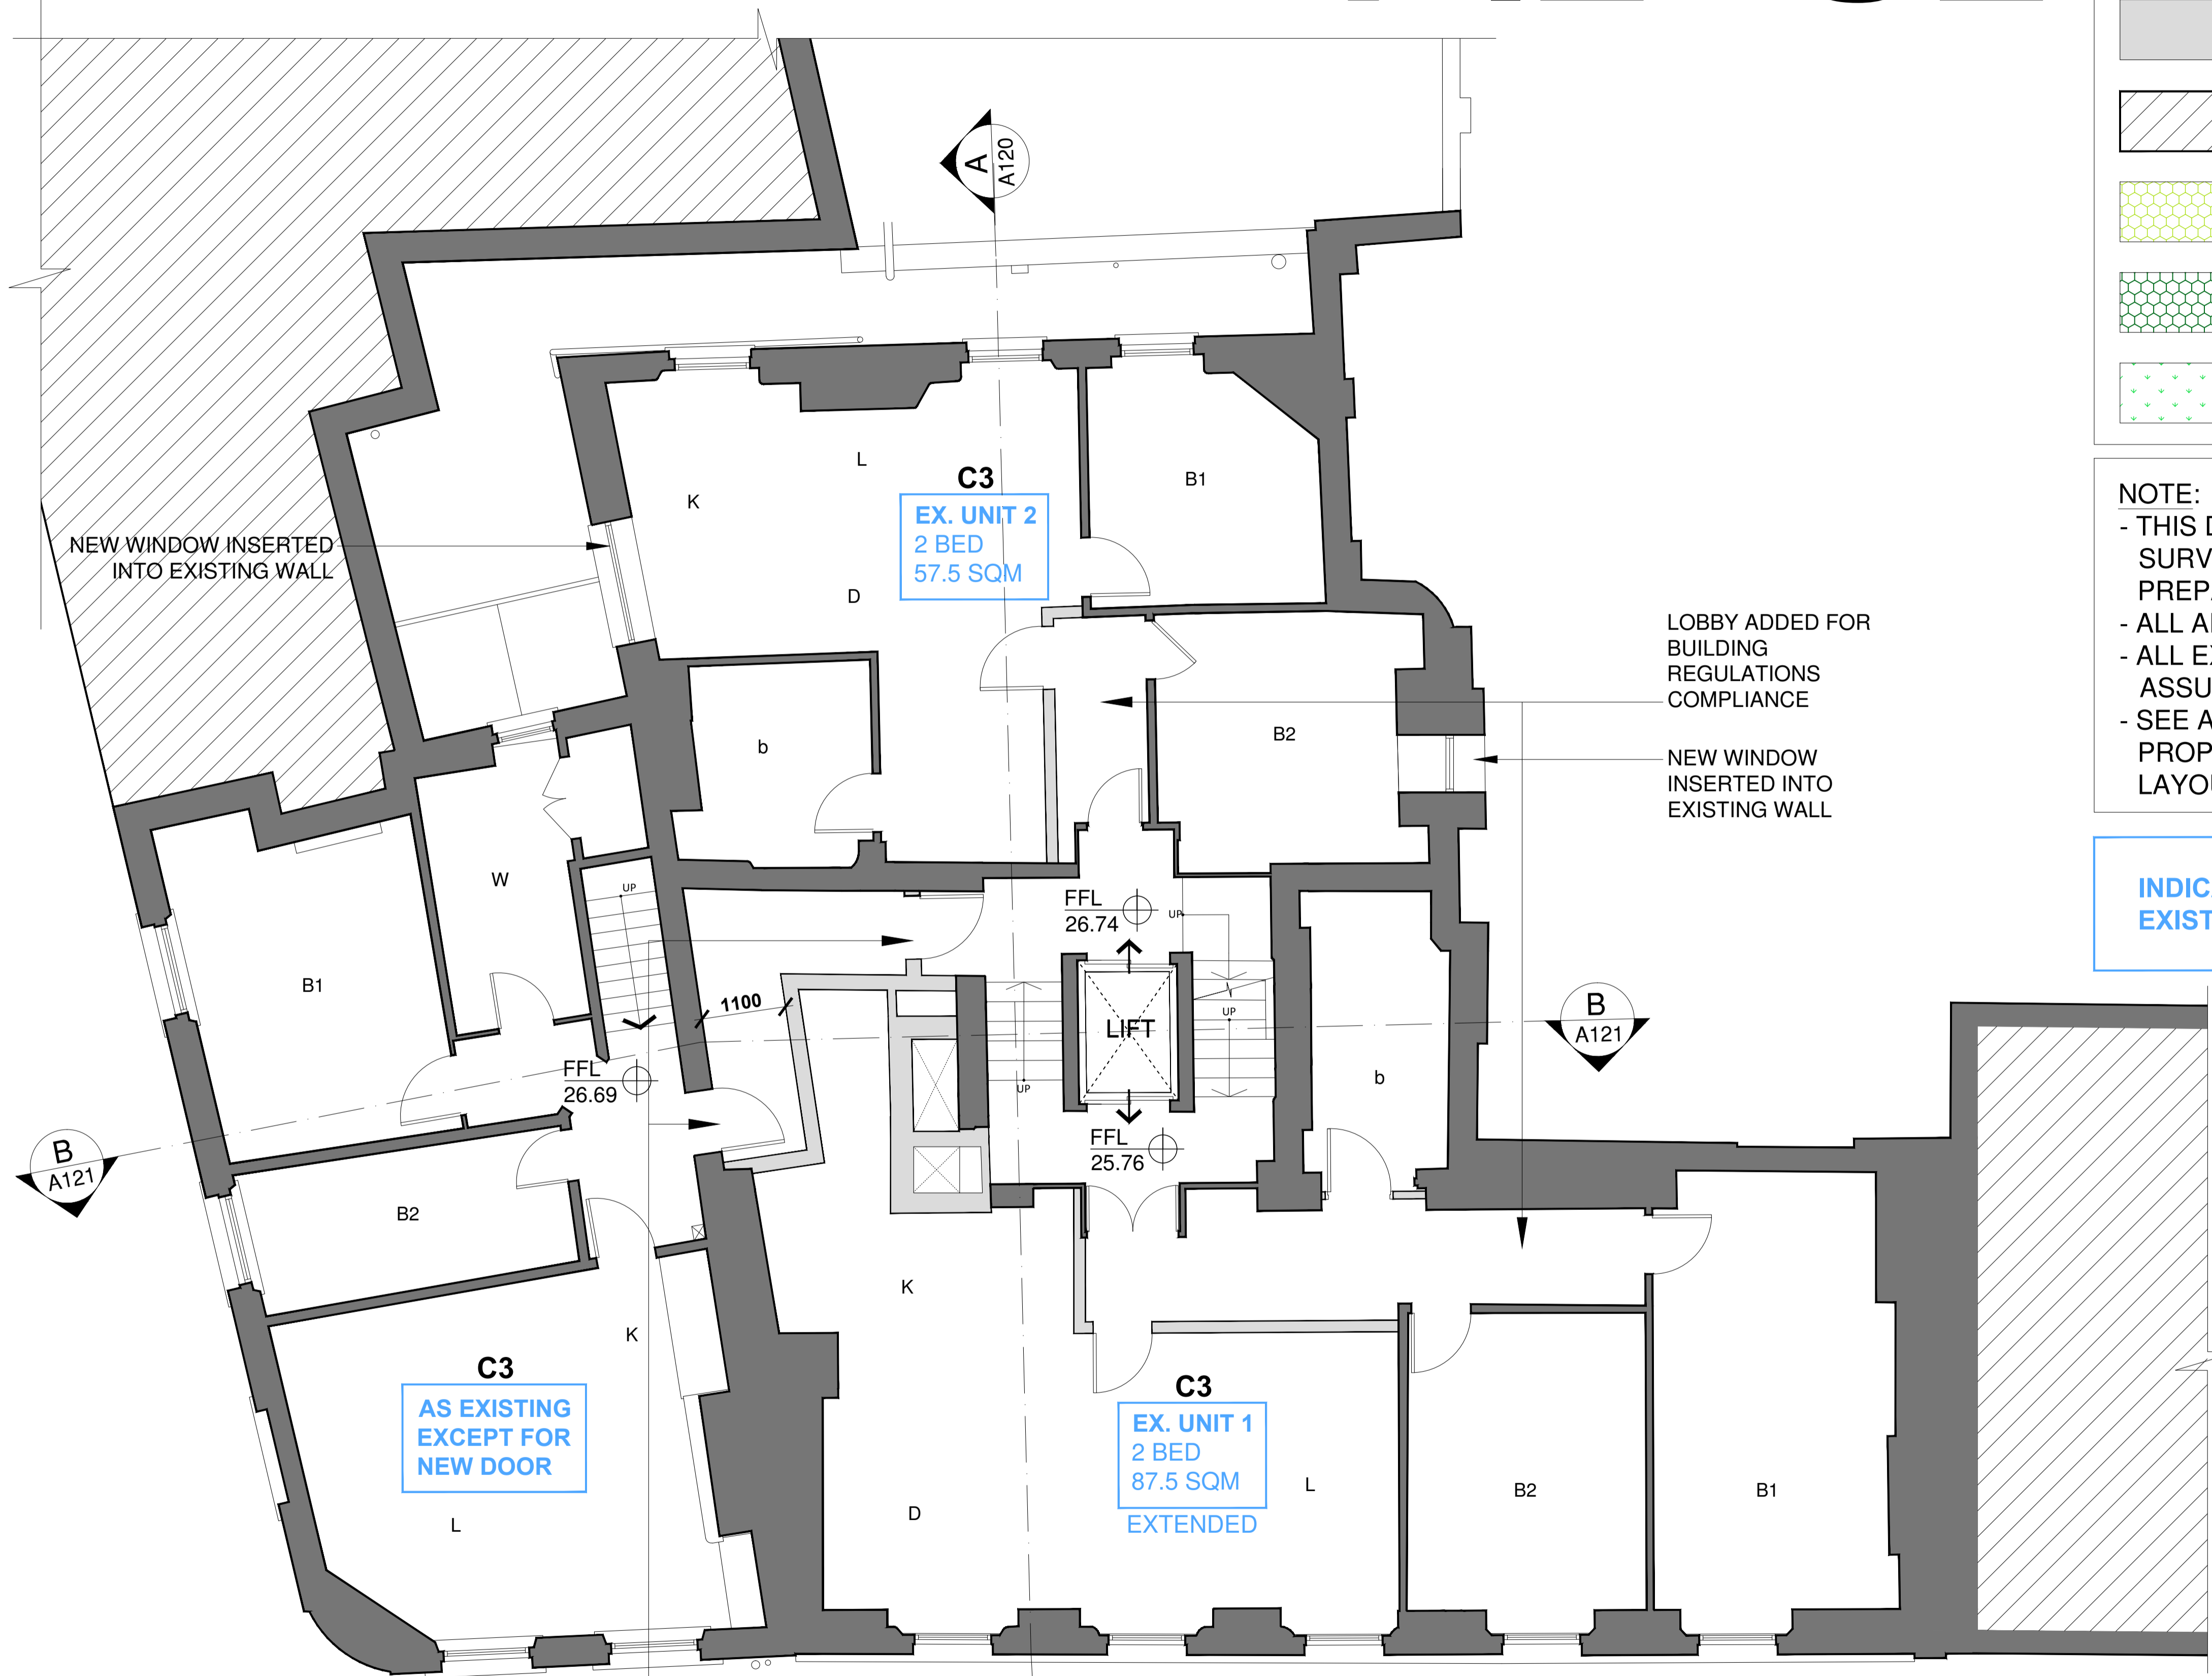 A
A120
L
C3
K
B1
EX. UNIT 2
2 BED
57.5 SQM
NEW WINDOW INSERTED
INTO EXISTING WALL
D
LOBBY ADDED FOR
BUILDING
REGULATIONS
COMPLIANCE
b
B2
NEW WINDOW
INSERTED INTO
EXISTING WALL
W
UP
FFL
26.74
UP
B1
1100
LIFT
UP
UP
B
A121
b
FFL
26.69
FFL
25.76
B
A121
B2
K
K
C3
AS EXISTING
EXCEPT FOR
NEW DOOR
L
C3
EX. UNIT 1
2 BED
87.5 SQM
EXTENDED
L
D
B2
B1
NOTE:
- THIS
SURV
PREP
- ALL
- ALL
ASSU
- SEE
PROP
LAYO
INDIC
EXIST